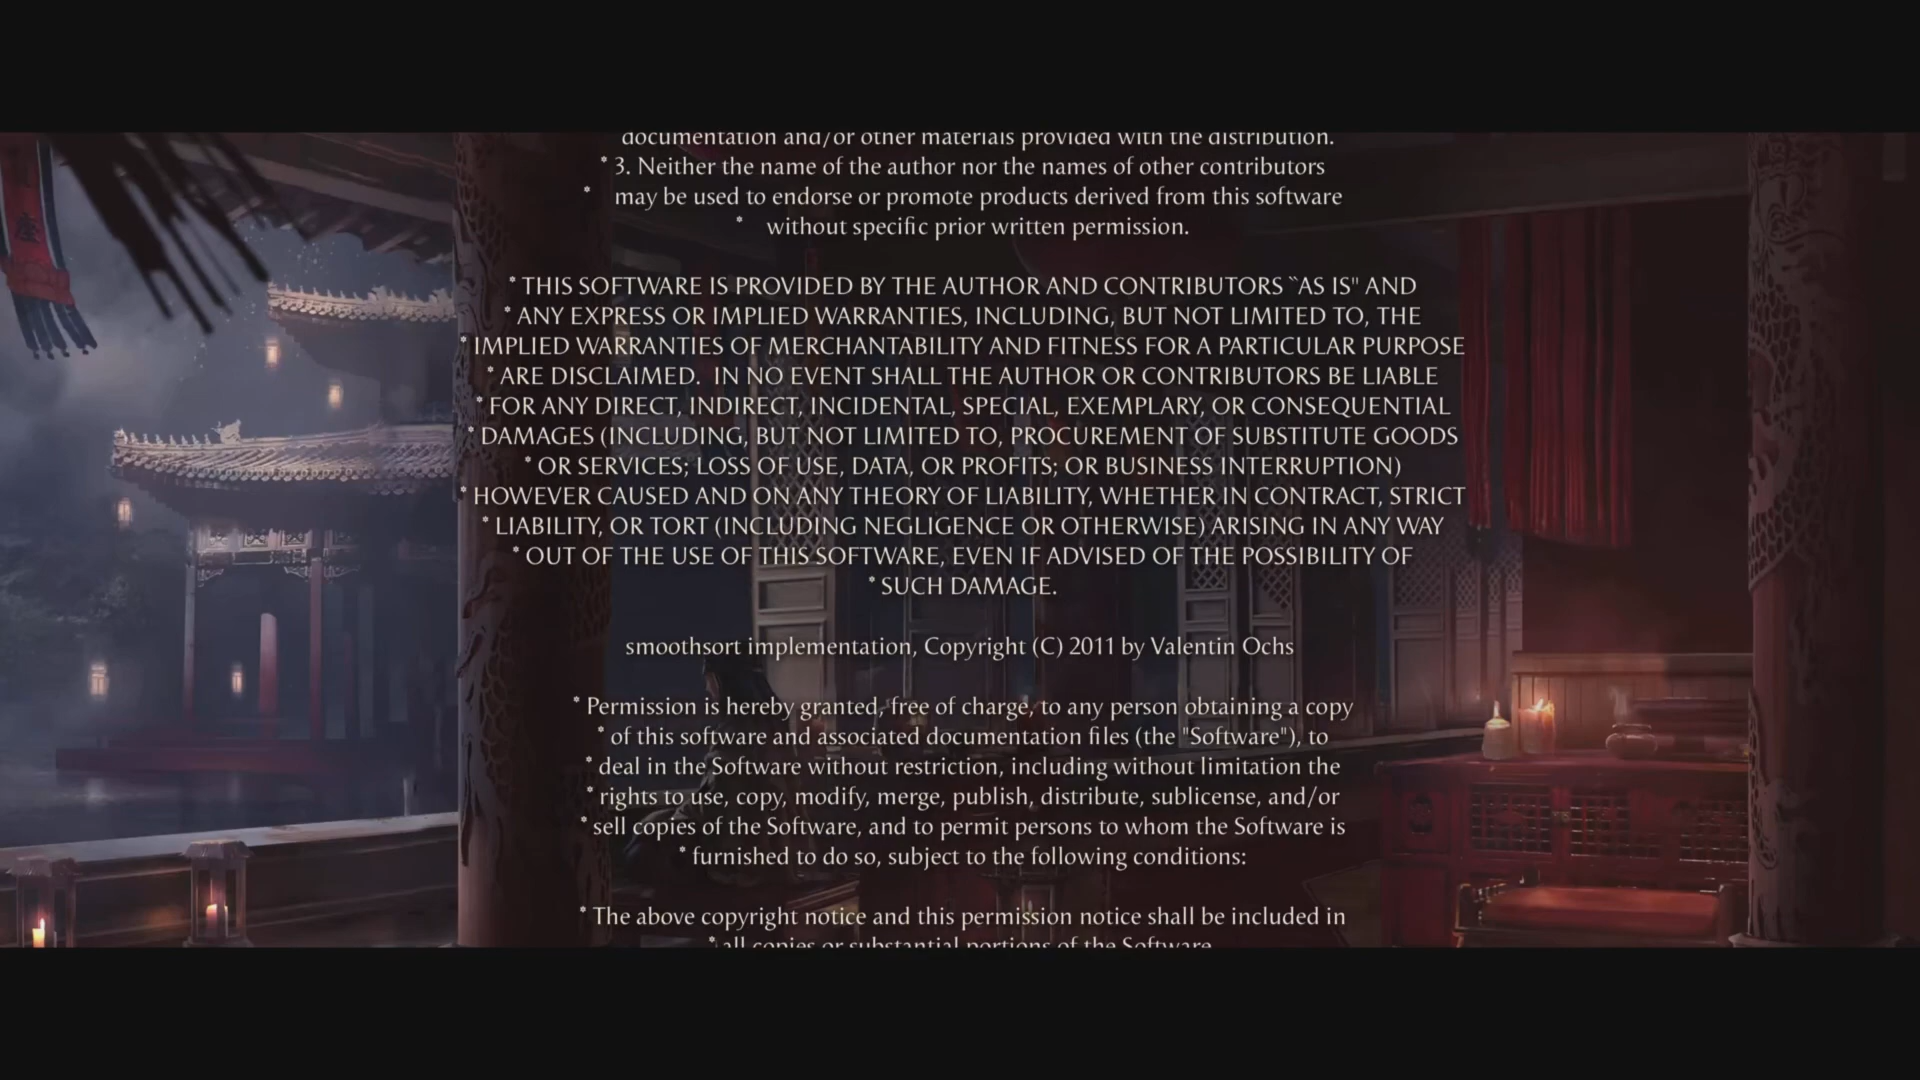 documentation and/or other materials provided with the distribution.
* 3. Neither the name of the author nor the names of other contributors
*    may be used to endorse or promote products derived from this software
*    without specific prior written permission.
* THIS SOFTWARE IS PROVIDED BY THE AUTHOR AND CONTRIBUTORS ``AS IS" AND
* ANY EXPRESS OR IMPLIED WARRANTIES, INCLUDING, BUT NOT LIMITED TO, THE
* IMPLIED WARRANTIES OF MERCHANTABILITY AND FITNESS FOR A PARTICULAR PURPOSE
* ARE DISCLAIMED.  IN NO EVENT SHALL THE AUTHOR OR CONTRIBUTORS BE LIABLE
* FOR ANY DIRECT, INDIRECT, INCIDENTAL, SPECIAL, EXEMPLARY, OR CONSEQUENTIAL
* DAMAGES (INCLUDING, BUT NOT LIMITED TO, PROCUREMENT OF SUBSTITUTE GOODS
* OR SERVICES; LOSS OF USE, DATA, OR PROFITS; OR BUSINESS INTERRUPTION)
* HOWEVER CAUSED AND ON ANY THEORY OF LIABILITY, WHETHER IN CONTRACT, STRICT
* LIABILITY, OR TORT (INCLUDING NEGLIGENCE OR OTHERWISE) ARISING IN ANY WAY
* OUT OF THE USE OF THIS SOFTWARE, EVEN IF ADVISED OF THE POSSIBILITY OF
* SUCH DAMAGE.
smoothsort implementation, Copyright (C) 2011 by Valentin Ochs
* Permission is hereby granted, free of charge, to any person obtaining a copy
* of this software and associated documentation files (the "Software"), to
* deal in the Software without restriction, including without limitation the
* rights to use, copy, modify, merge, publish, distribute, sublicense, and/or
* sell copies of the Software, and to permit persons to whom the Software is
* furnished to do so, subject to the following conditions:
* The above copyright notice and this permission notice shall be included in
* all copies or substantial portions of the Software.